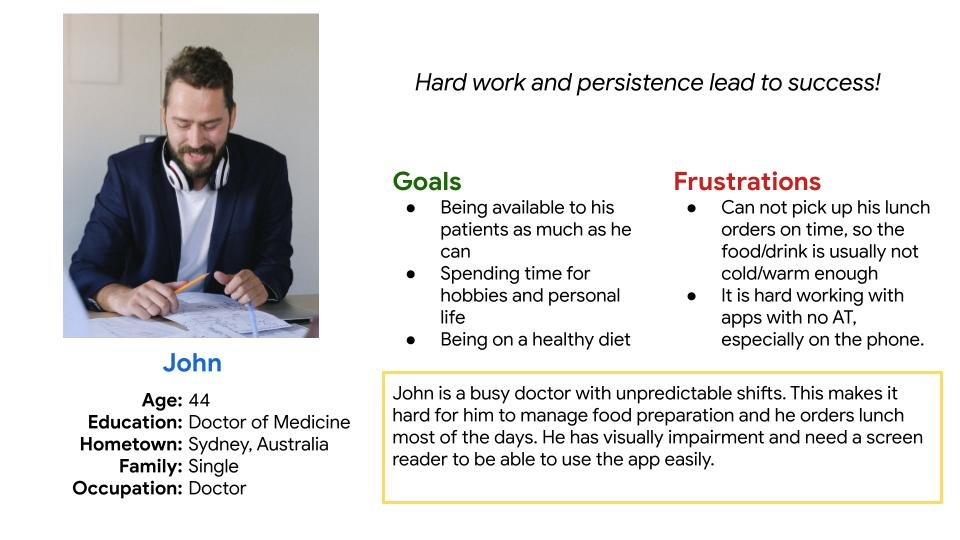 Hard work and persistence lead to success!
Goals
● Being available to his
patients as much as he
can
● Spending time for
hobbies and personal
life
● Being on a healthy diet
Frustrations
● Can not pick up his lunch
orders on time, so the
food/drink is usually not
cold/warm enough
● It is hard working with
apps with no AT,
especially on the phone.
John
Age: 44
Education: Doctor of Medicine
Hometown: Sydney, Australia
Family: Single
Occupation: Doctor
John is a busy doctor with unpredictable shifts. This makes it
hard for him to manage food preparation and he orders lunch
most of the days. He has visually impairment and need a screen
reader to be able to use the app easily.